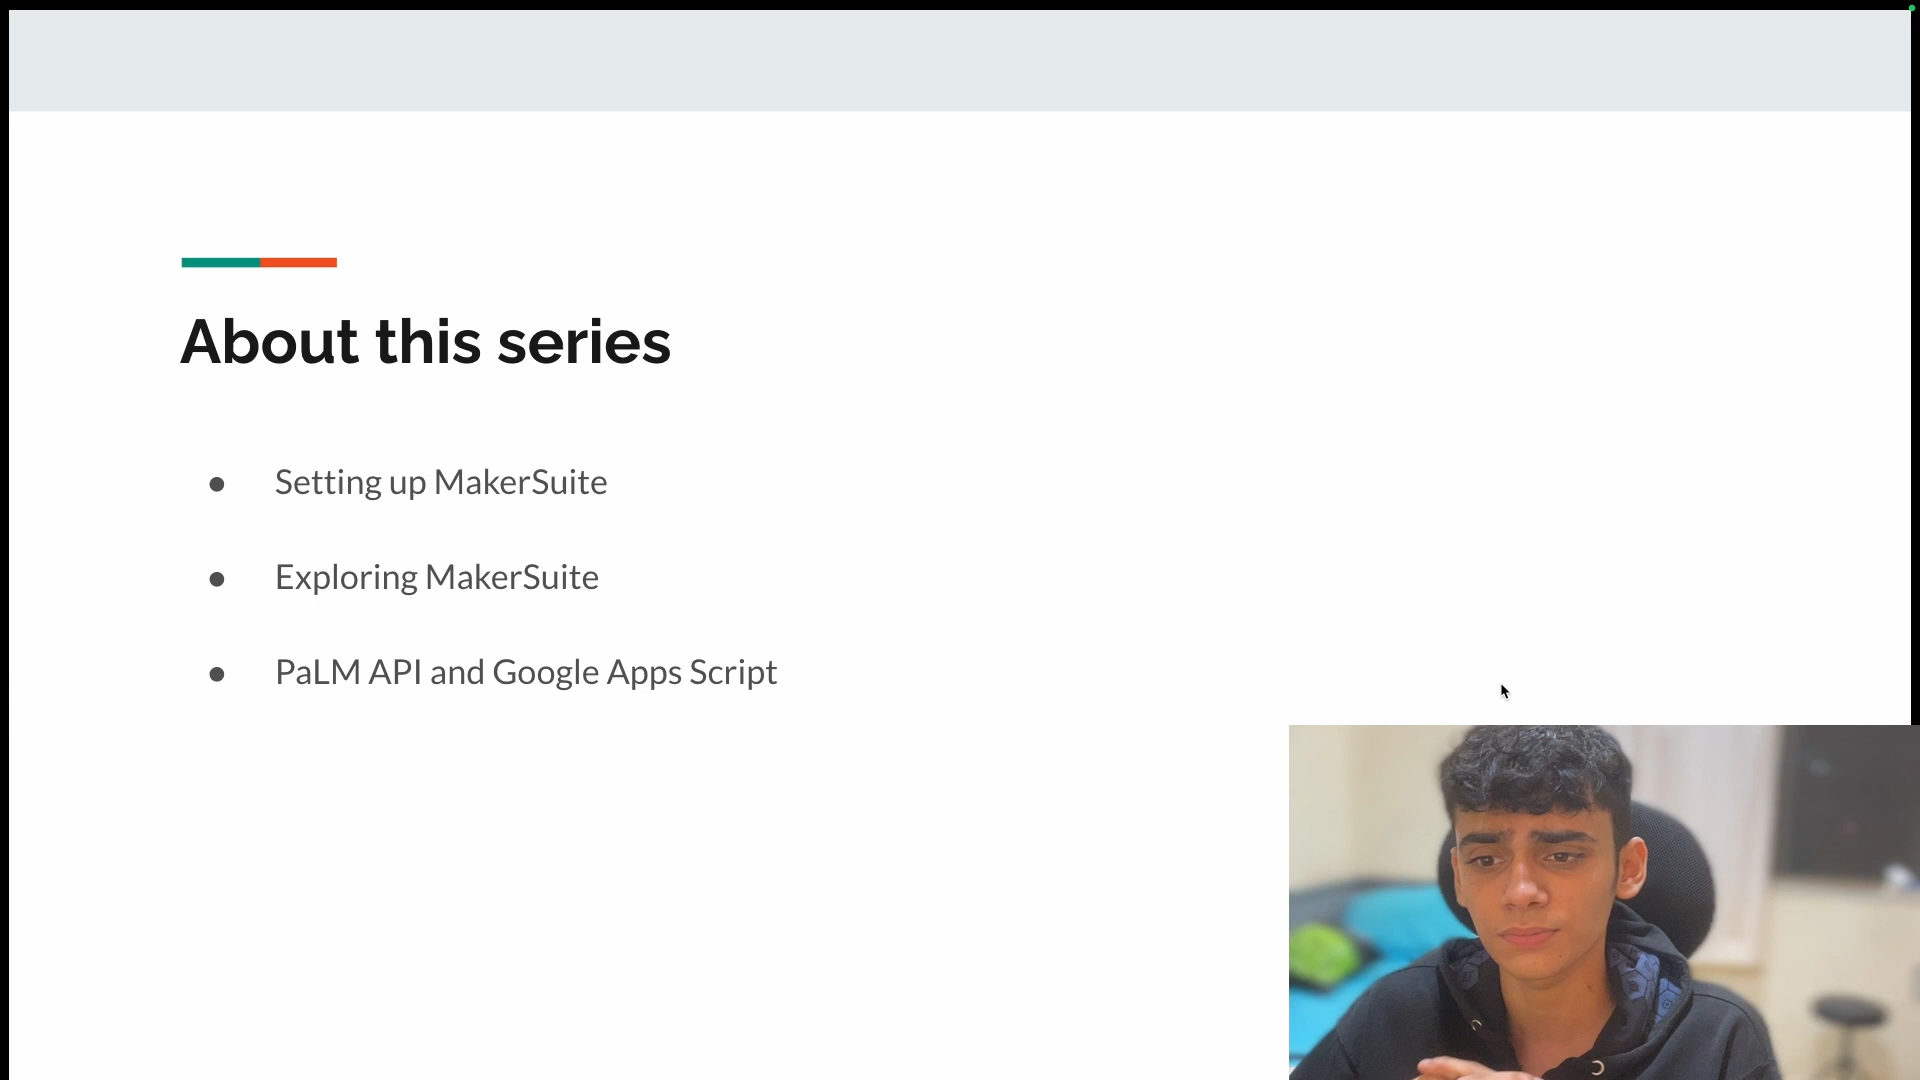 About this series
● Setting up MakerSuite
● Exploring MakerSuite
● PaLM API and Google Apps Script